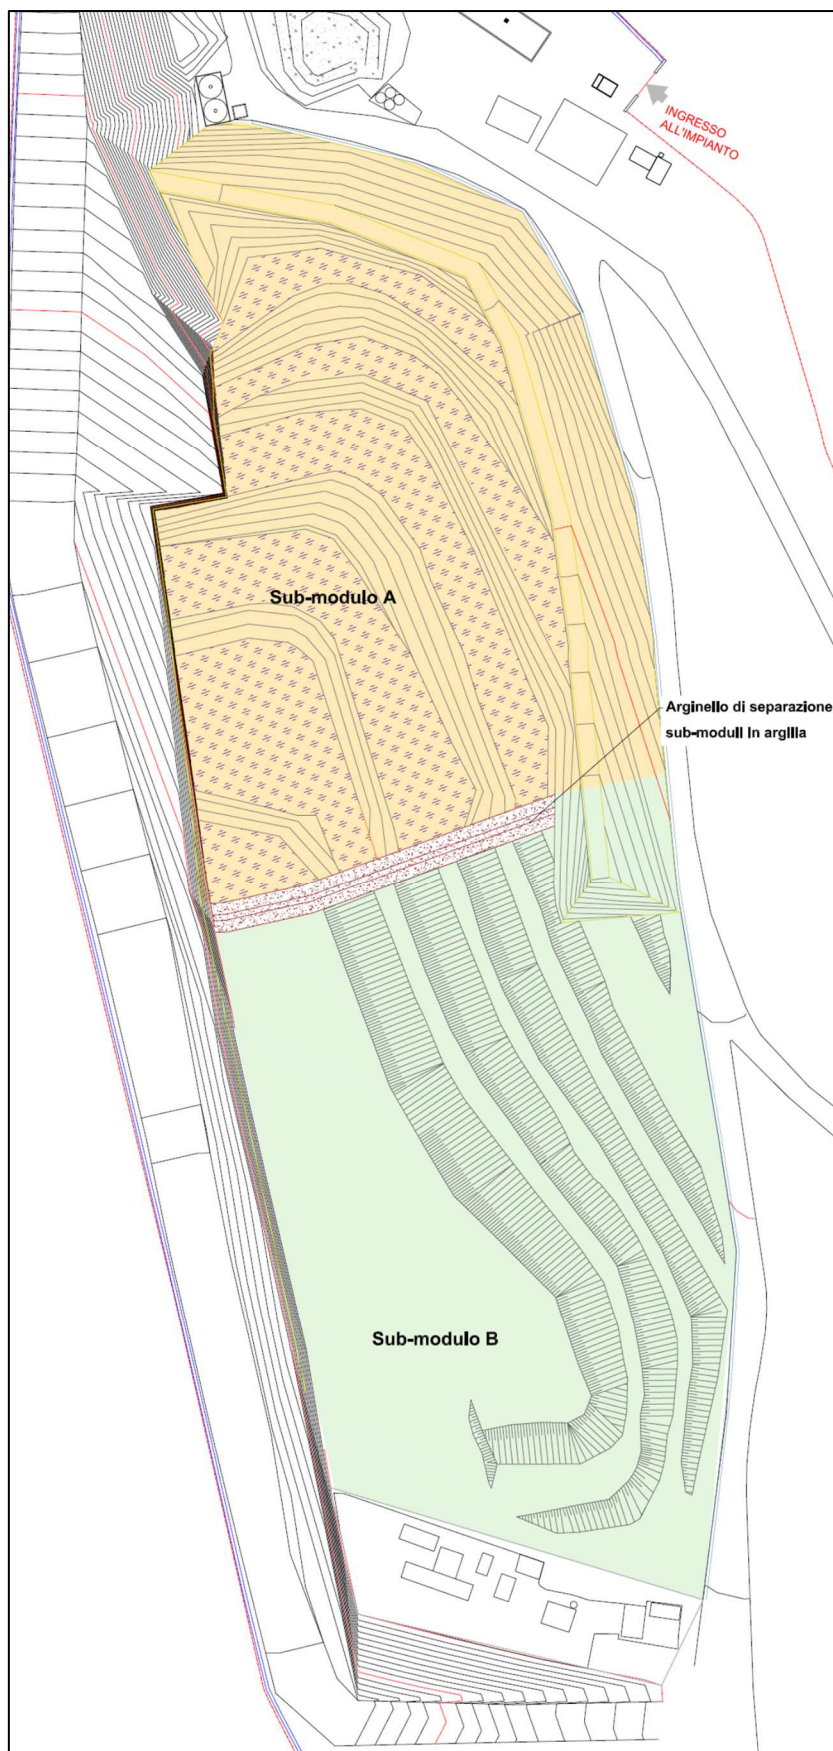 INGRESSO
ALL'IMPIANTO
Sub-modulo A
Arginello di separazione
sub-moduli in argilla
Sub-modulo B